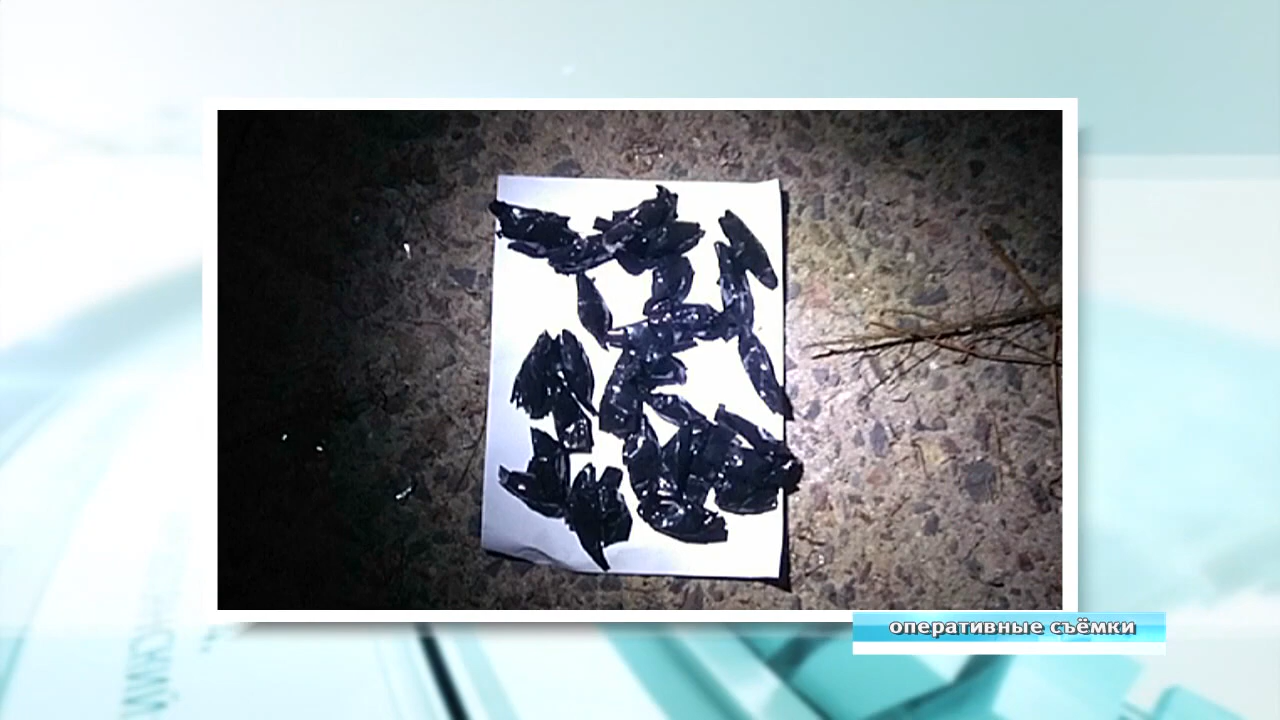 оперативные съёмки